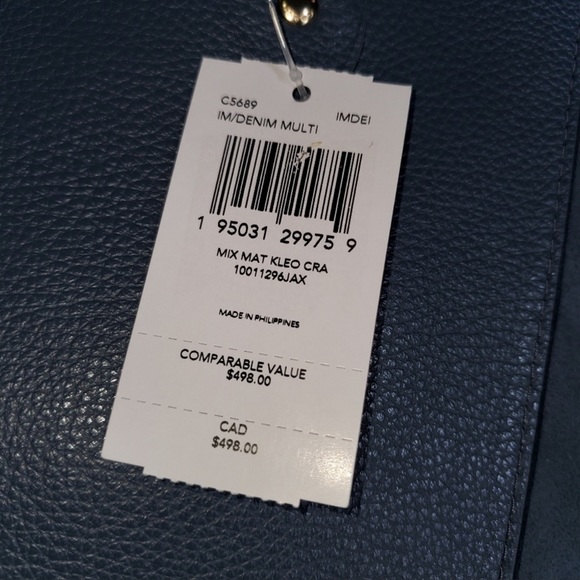 C5689
IM/DENIM MULTI IMDEI
1 95031 29975 9
MIX MAT KLEO CRA
10011296JAX
MADE IN PHILIPPINES
COMPARABLE VALUE
$498.00
CAD
$498.00